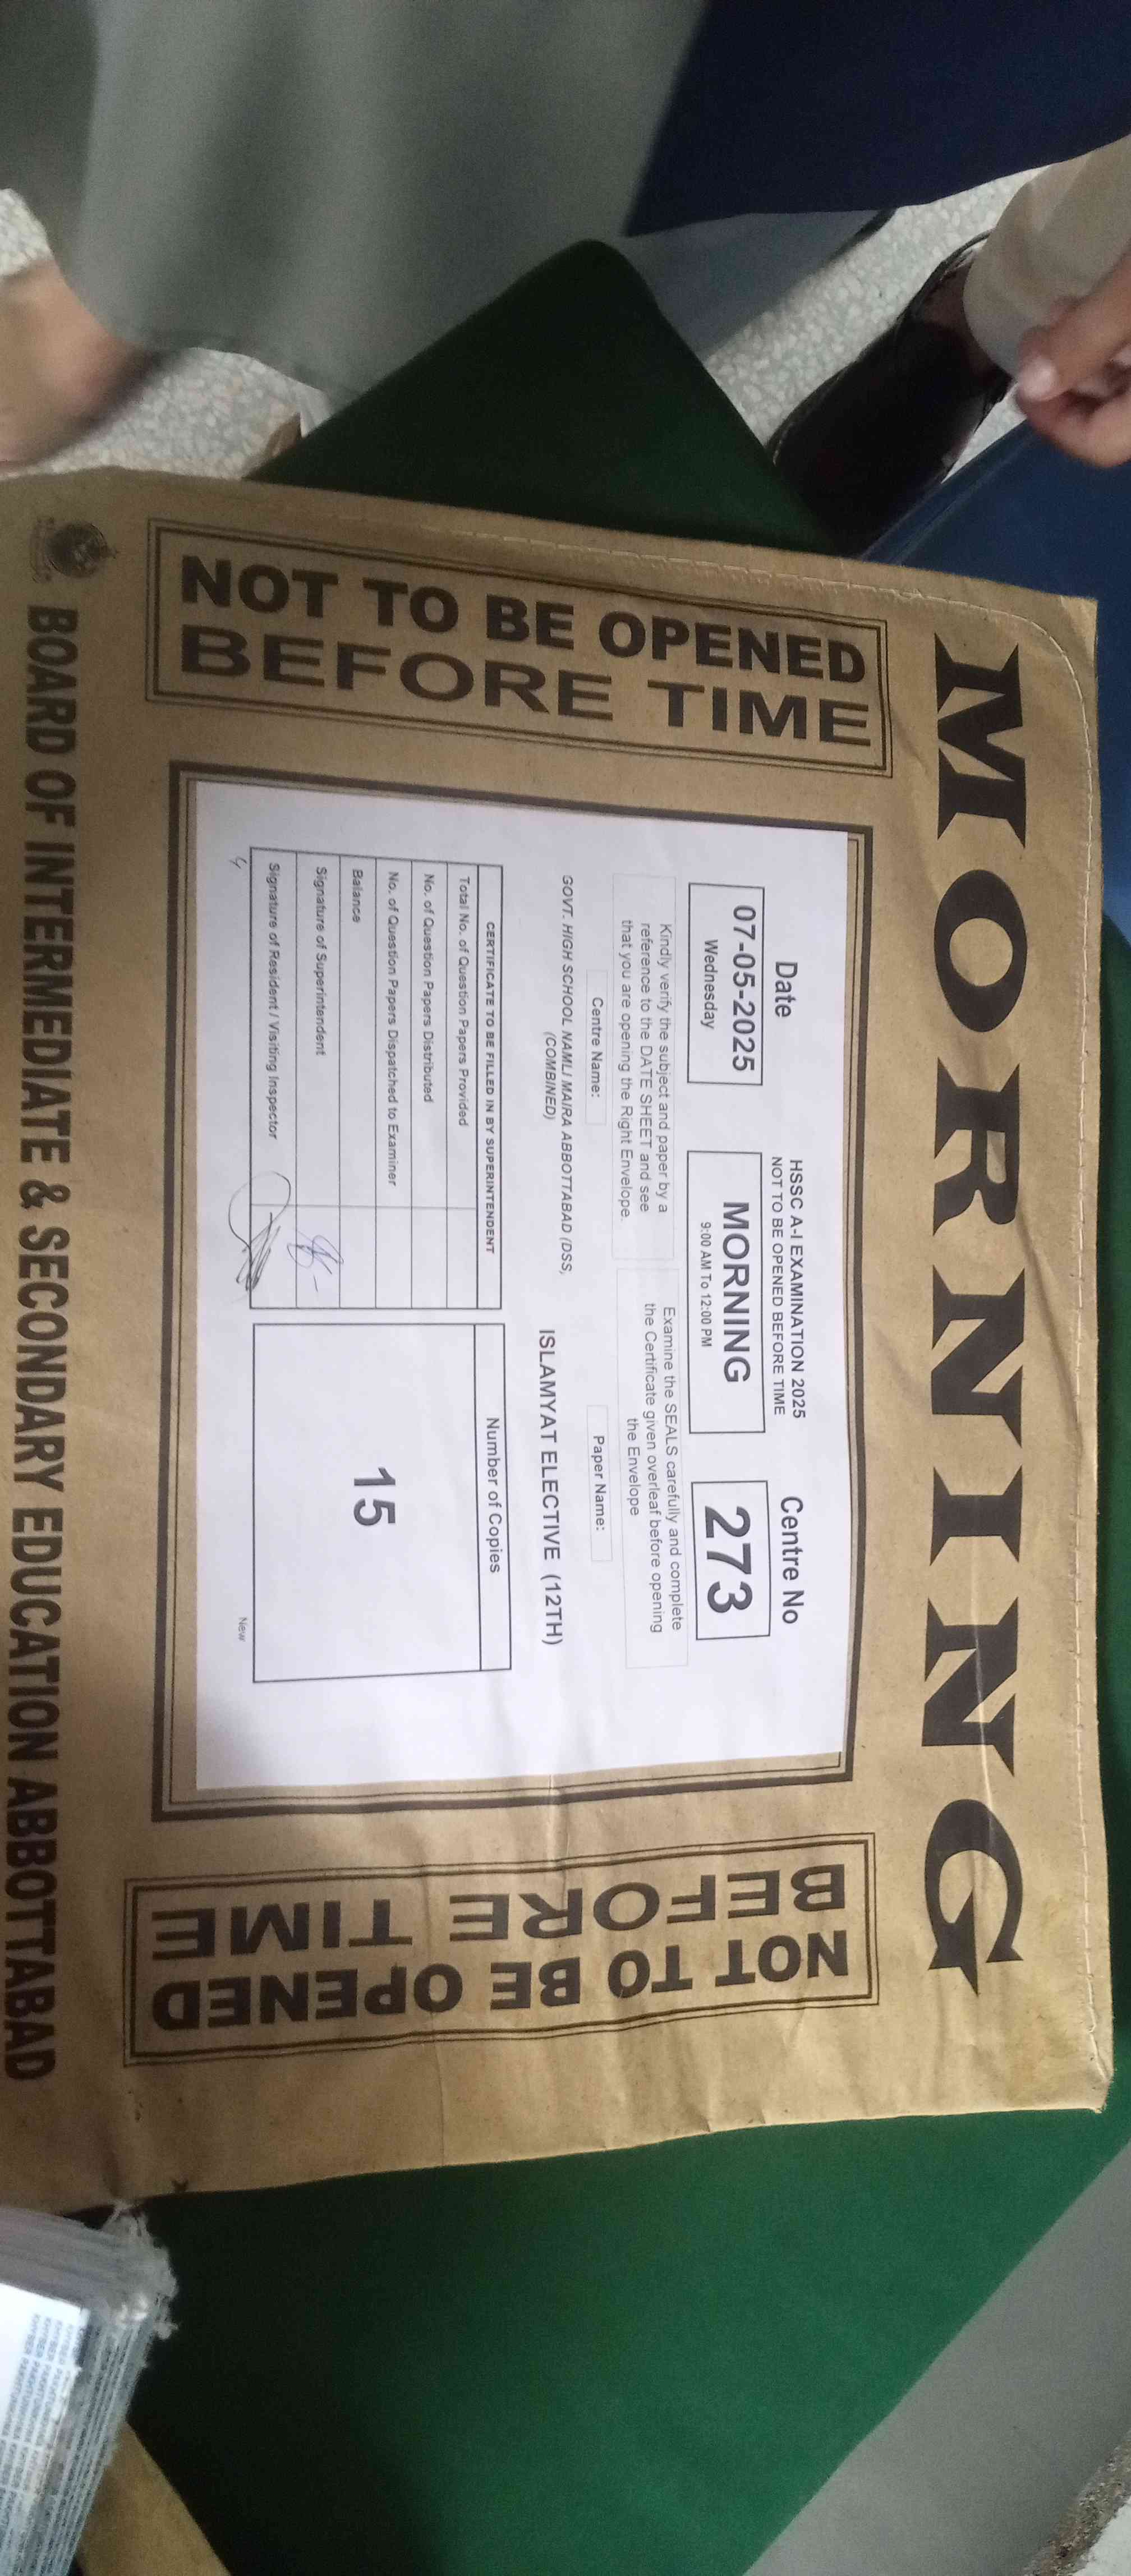 MORNING
NOT TO BE OPENED
BEFORE TIME
Date
07-05-2025
Wednesday
HSSC A-I EXAMINATION 2025
NOT TO BE OPENED BEFORE TIME
MORNING
9:00 AM To 12:00 PM
Centre No
273
Kindly verify the subject and paper by a
reference to the DATE SHEET and see
that you are opening the Right Envelope.
Examine the SEALS carefully and complete
the Certificate given overleaf before opening
the Envelope
Centre Name:
GOVT. HIGH SCHOOL NAMLI MAIRA ABBOTTABAD (DSS,
(COMBINED)
Paper Name:
ISLAMYAT ELECTIVE (12TH)
CERTIFICATE TO BE FILLED IN BY SUPERINTENDENT
Total No. of Question Papers Provided
No. of Question Papers Distributed
No. of Question Papers Dispatched to Examiner
Balance
Signature of Superintendent
Signature of Resident / Visiting Inspector
Number of Copies
15
New
NOT TO BE OPENED
BEFORE TIME
BOARD OF INTERMEDIATE & SECONDARY EDUCATION ABBOTTABAD